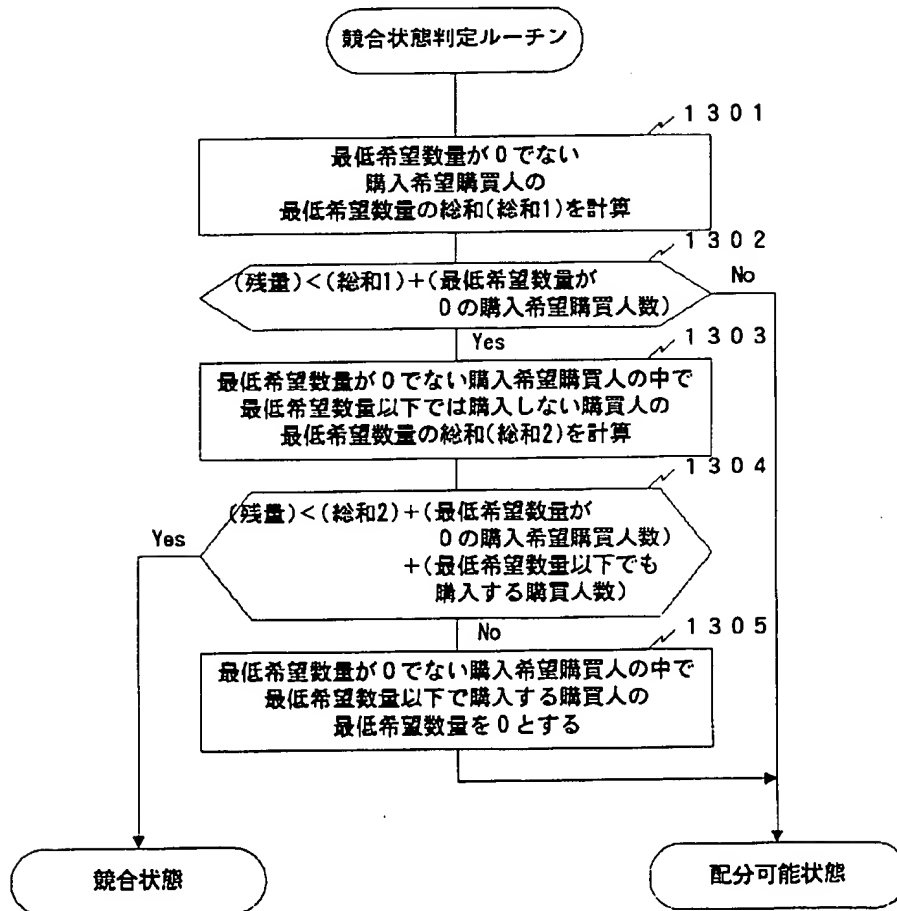 競合状態判定ルーチン
1301
最低希望数量が0でない
購入希望購買人の
最低希望数量の総和(総和1)を計算
1302
(残量)<(総和1)+(最低希望数量が
0の購入希望購買人数)
No
Yes
1303
最低希望数量が0でない購入希望購買人の中で
最低希望数量以下では購入しない購買人の
最低希望数量の総和(総和2)を計算
1304
(残量)<(総和2)+(最低希望数量が
0の購入希望購買人数)
+(最低希望数量以下でも
購入する購買人数)
Yes
No
1305
最低希望数量が0でない購入希望購買人の中で
最低希望数量以下で購入する購買人の
最低希望数量を0とする
競合状態
配分可能状態